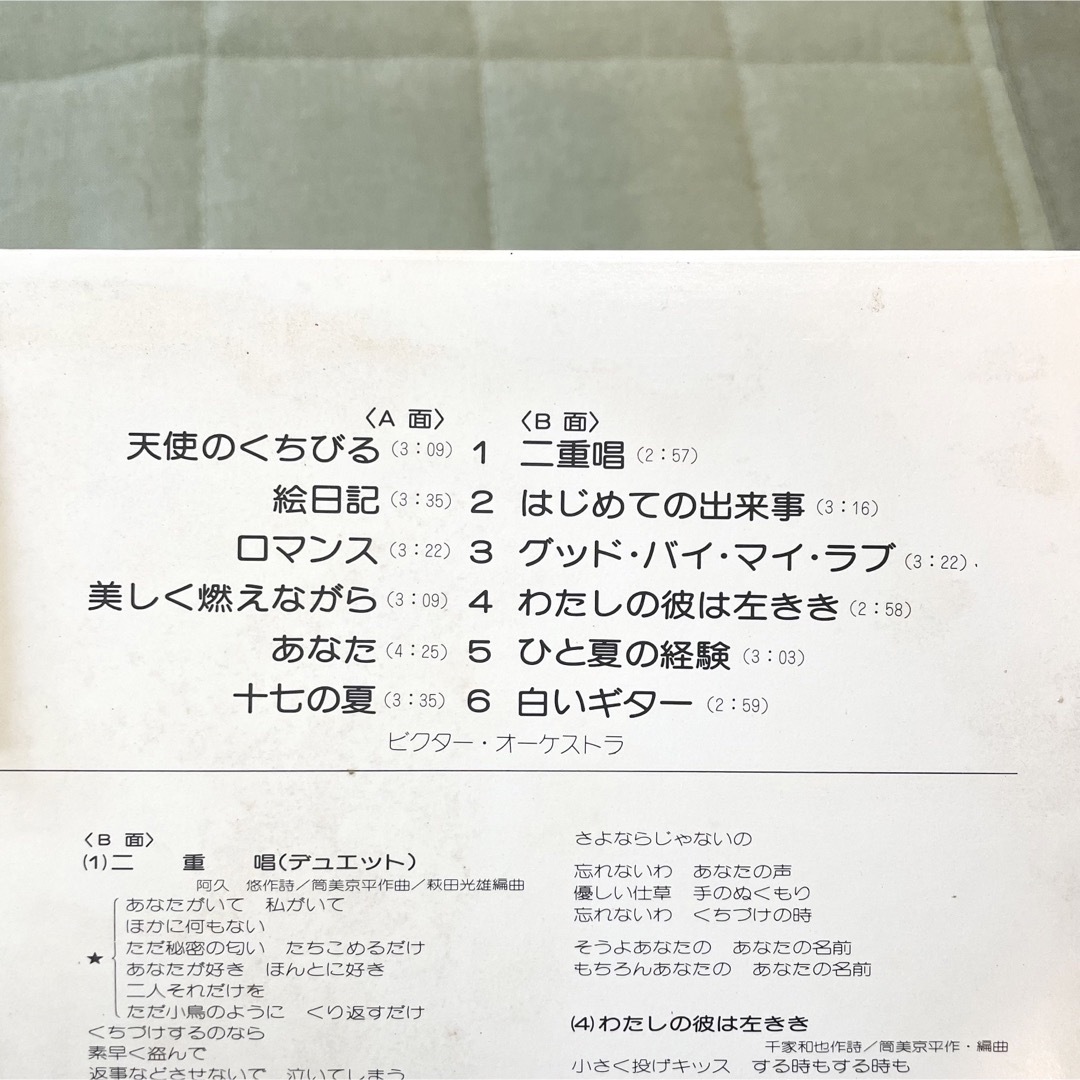 〈A 面〉
天使のくちびる(3:09) 1
絵日記(3:35) 2
ロマンス(3:22) 3
美しく燃えながら(3:09) 4
あなた(4:25) 5
十七の夏(3:35) 6
〈B 面〉
二重唱(2:57)
はじめての出来事(3:16)
グッド・バイ・マイ・ラブ(3:22)
わたしの彼は左きき(2:58)
ひと夏の経験(3:03)
白いギター(2:59)
ビクター・オーケストラ
〈B 面〉
(1)二 重 唱(デュエット)
阿久 悠作詩/筒美京平作曲/萩田光雄編曲
あなたがいて 私がいて
ほかに何もない
ただ秘密の匂い たちこめるだけ
★ あなたが好き ほんとに好き
二人それだけを
ただ小鳥のように くり返すだけ
くちづけするのなら
素早く盗んで
返事などさせないで 泣いてしまう
さよならじゃないの
忘れないわ あなたの声
優しい仕草 手のぬくもり
忘れないわ くちづけの時
そうよあなたの あなたの名前
もちろんあなたの あなたの名前
(4)わたしの彼は左きき
千家和也作詩/筒美京平作・編曲
小さく投げキッス する時もする時も